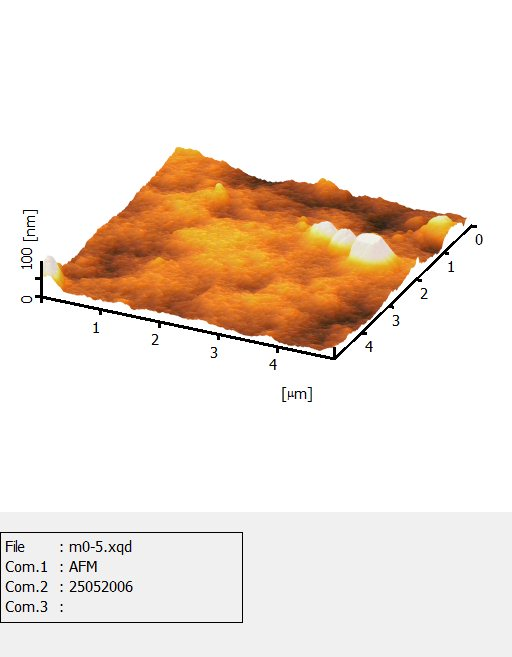 100 [nm]
0
1
2
3
4
0
1
2
3
4
[μm]
File : m0-5.xqd
Com.1 : AFM
Com.2 : 25052006
Com.3 :